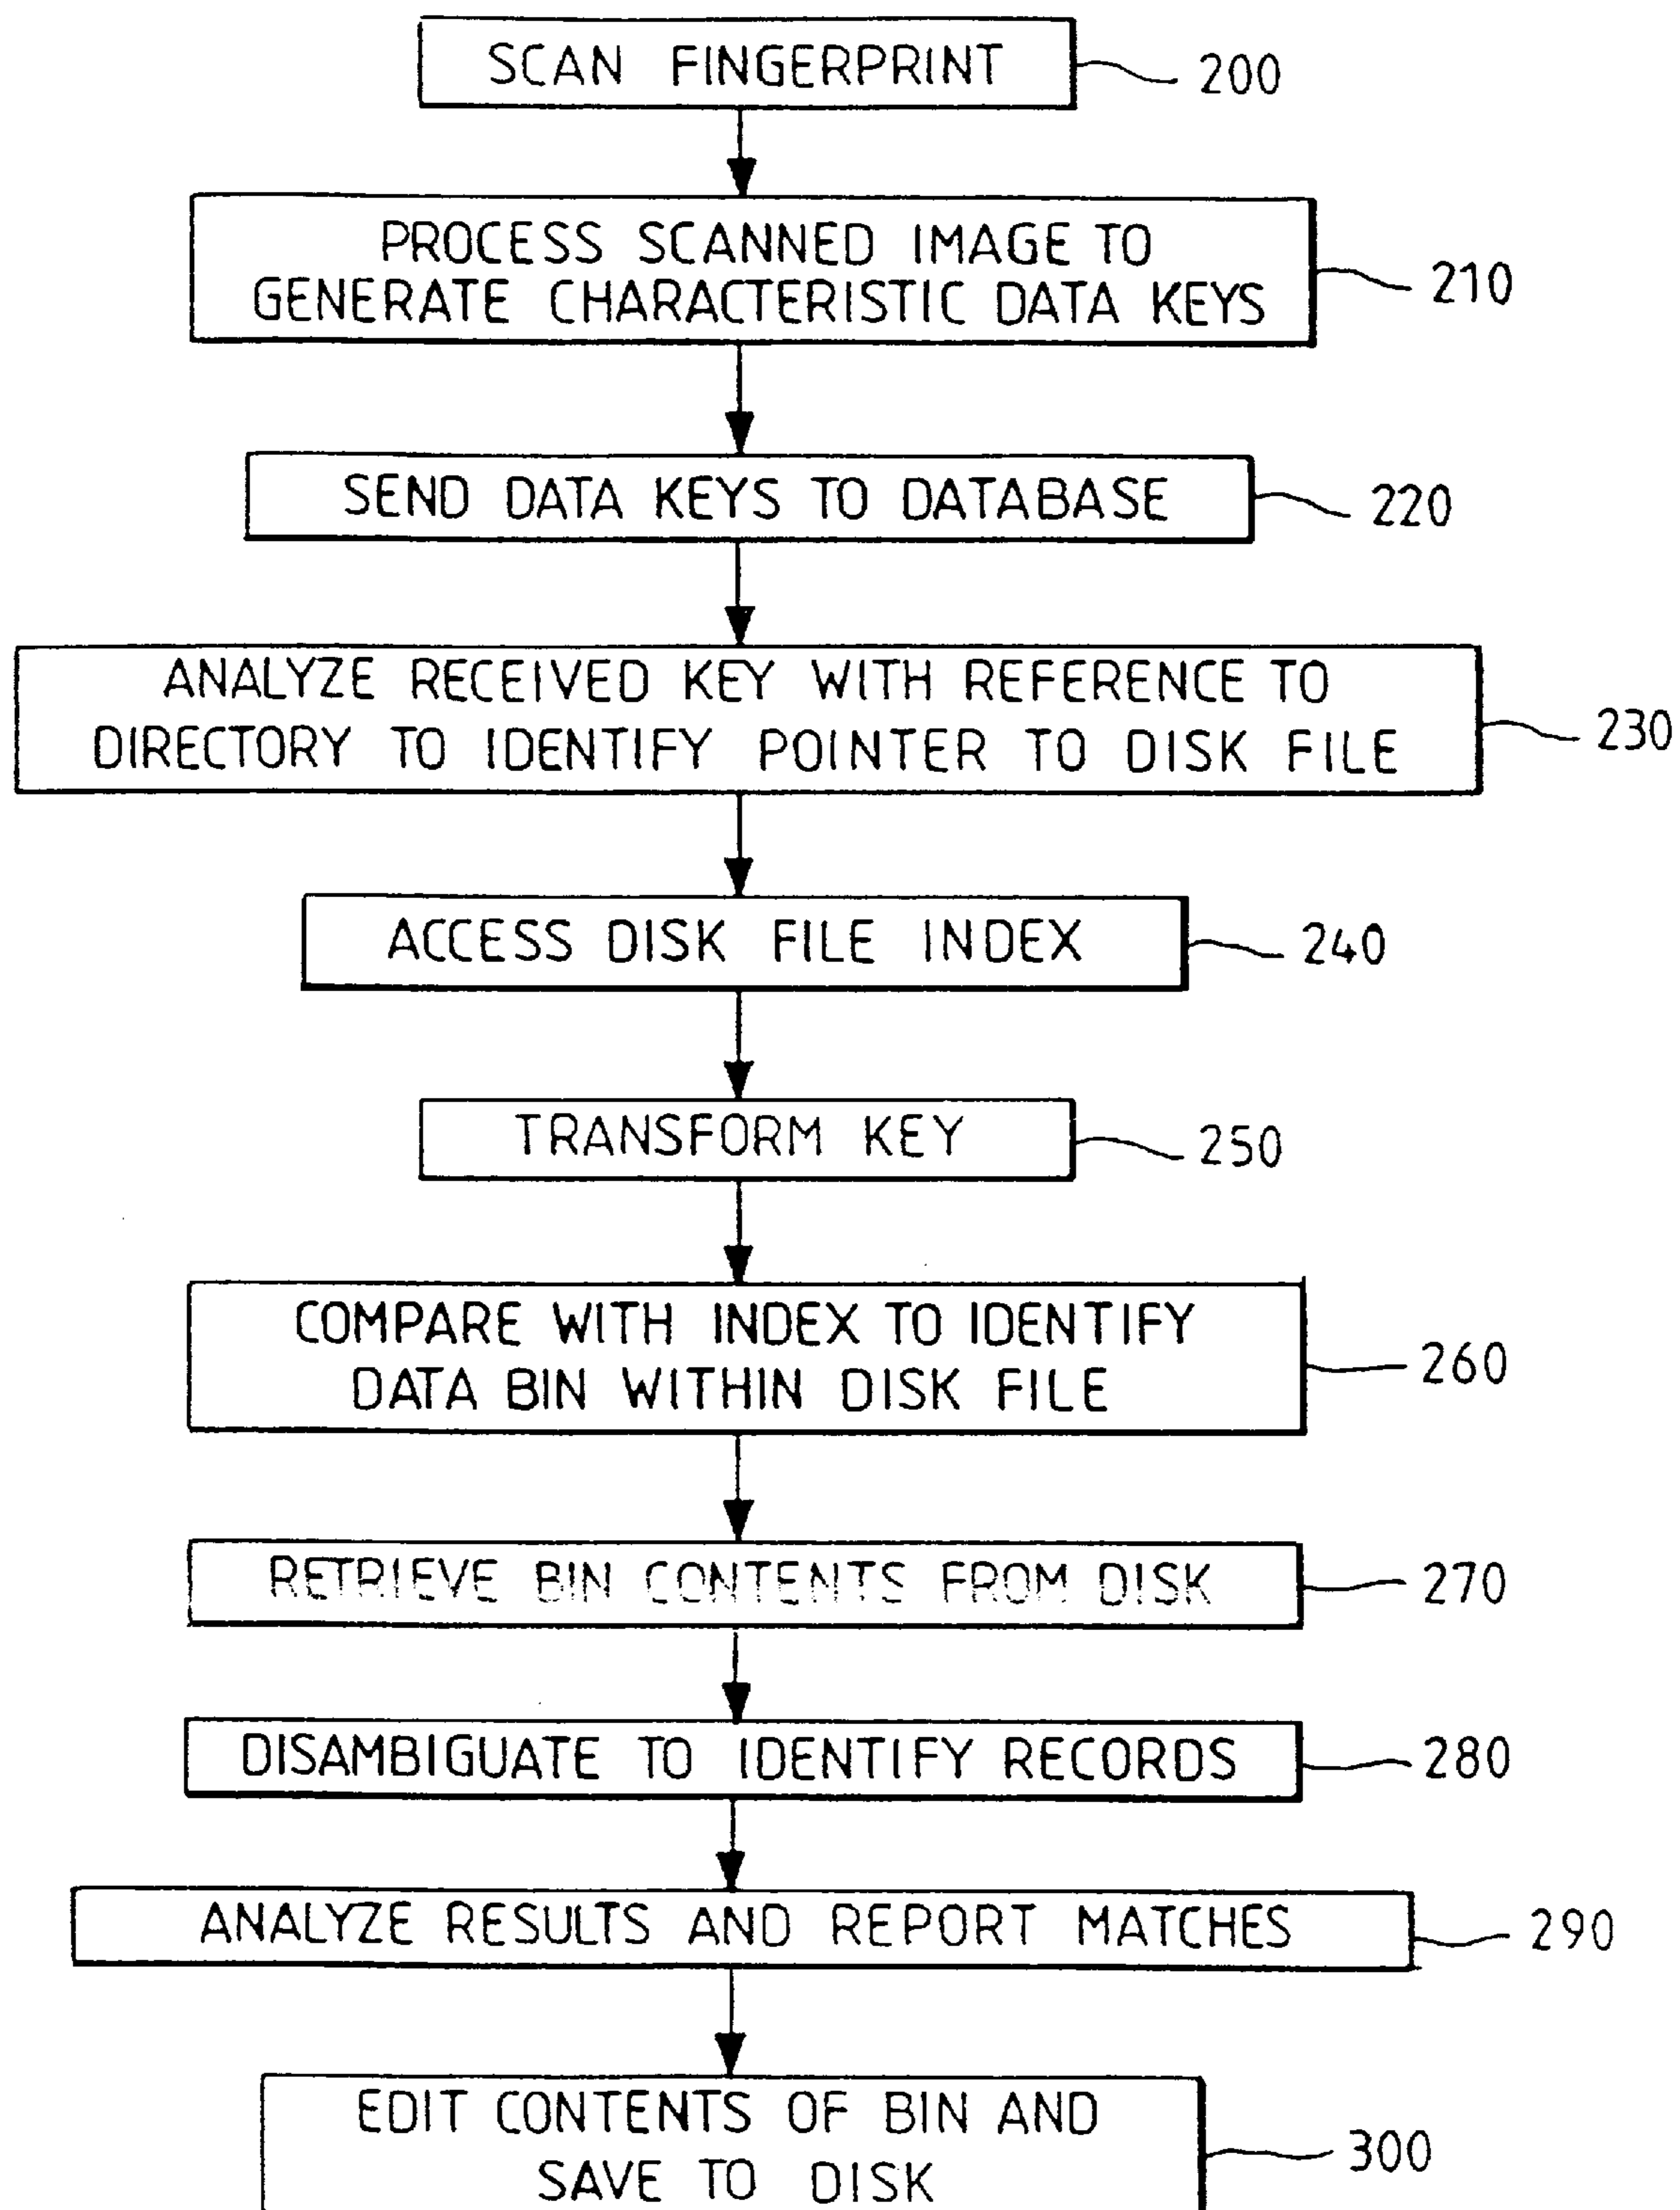 SCAN FINGERPRINT
200
PROCESS SCANNED IMAGE TO
GENERATE CHARACTERISTIC DATA KEYS
210
SEND DATA KEYS TO DATABASE
220
ANALYZE RECEIVED KEY WITH REFERENCE TO
DIRECTORY TO IDENTIFY POINTER TO DISK FILE
230
ACCESS DISK FILE INDEX
240
TRANSFORM KEY
250
COMPARE WITH INDEX TO IDENTIFY
DATA BIN WITHIN DISK FILE
260
RETRIEVE BIN CONTENTS FROM DISK
270
DISAMBIGUATE TO IDENTIFY RECORDS
280
ANALYZE RESULTS AND REPORT MATCHES
290
EDIT CONTENTS OF BIN AND
SAVE TO DISK
300